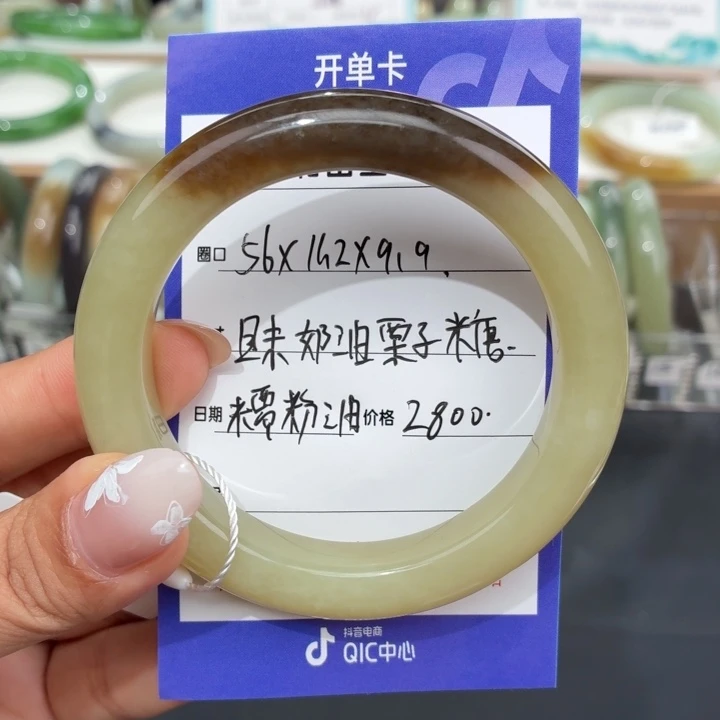 开单卡
圈口 56X14.2X9.9
奶油栗子糖
日期 糯粉油 价格 2800.
抖音电商
QIC中心